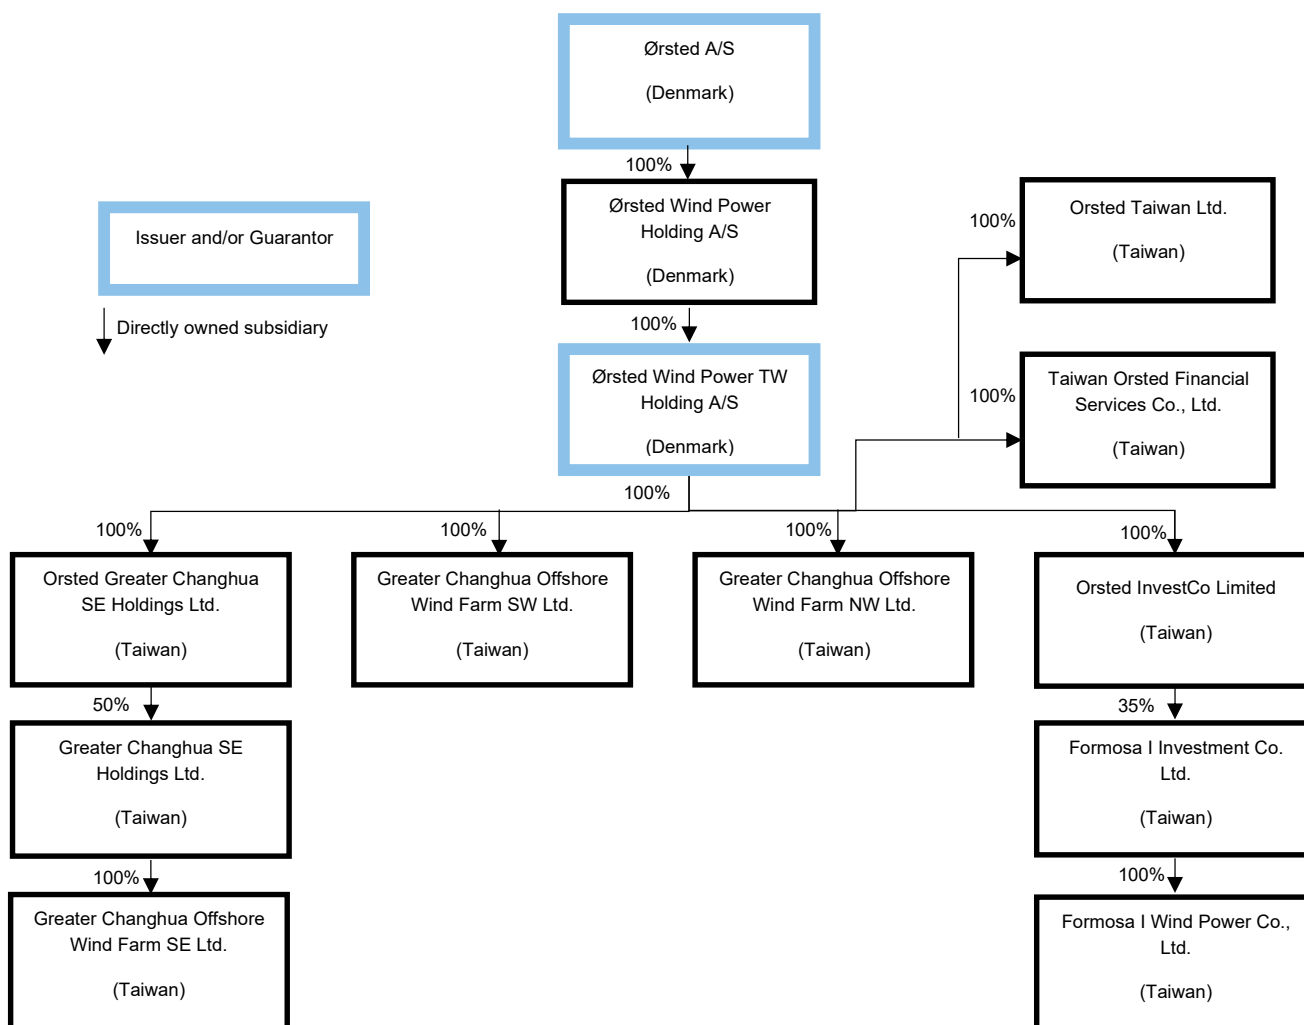 Ørsted A/S
(Denmark)
100%
Ørsted Wind Power
Holding A/S
(Denmark)
100%
Orsted Taiwan Ltd.
(Taiwan)
Issuer and/or Guarantor
Directly owned subsidiary
100%
Ørsted Wind Power TW
Holding A/S
(Denmark)
100%
Taiwan Orsted Financial
Services Co., Ltd.
(Taiwan)
100%
100%
Orsted Greater Changhua
SE Holdings Ltd.
(Taiwan)
100%
Greater Changhua Offshore
Wind Farm SW Ltd.
(Taiwan)
100%
Greater Changhua Offshore
Wind Farm NW Ltd.
(Taiwan)
100%
Orsted InvestCo Limited
(Taiwan)
50%
Greater Changhua SE
Holdings Ltd.
(Taiwan)
35%
Formosa I Investment Co.
Ltd.
(Taiwan)
100%
Greater Changhua Offshore
Wind Farm SE Ltd.
(Taiwan)
100%
Formosa I Wind Power Co.,
Ltd.
(Taiwan)